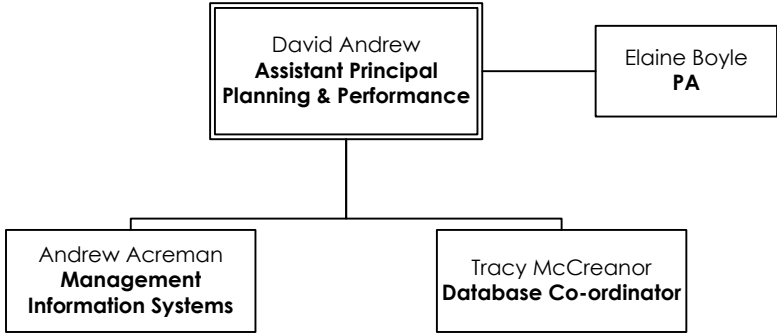 David Andrew
Assistant Principal
Planning & Performance
Elaine Boyle
PA
Andrew Acreman
Management
Information Systems
Tracy McCreanor
Database Co-ordinator